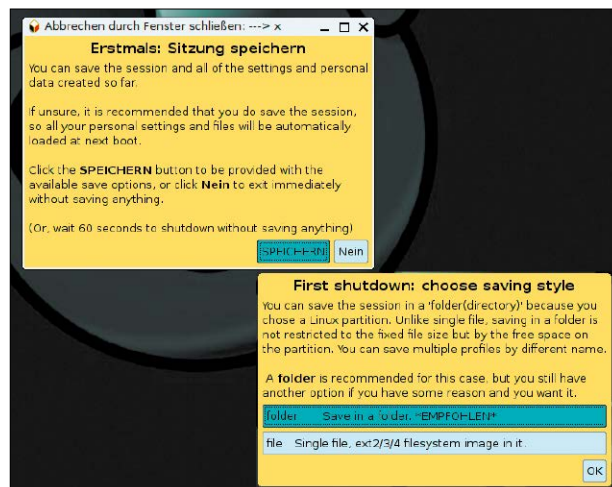 Abbrechen durch Fenster schließen: ---> x
Erstmals: Sitzung speichern
You can save the session and all of the settings and personal
data created so far.
If unsure, it is recommended that you do save the session,
so all your personal settings and files will be automatically
loaded at next boot.
Click the SPEICHERN button to be provided with the
available save options, or click Nein to exit immediately
without saving anything.
(Or, wait 60 seconds to shutdown without saving anything)
SPEICHERN Nein
First shutdown: choose saving style
You can save the session in a 'folder(directory)' because you
chose a Linux partition. Unlike single file, saving in a folder is
not restricted to the fixed file size but by the free space on
the partition. You can save multiple profiles by different name.
A folder is recommended for this case, but you still have
another option if you have some reason and you want it.
folder Save in a folder. *EMPFOHLEN*
file Single file, ext2/3/4 filesystem image in it.
OK